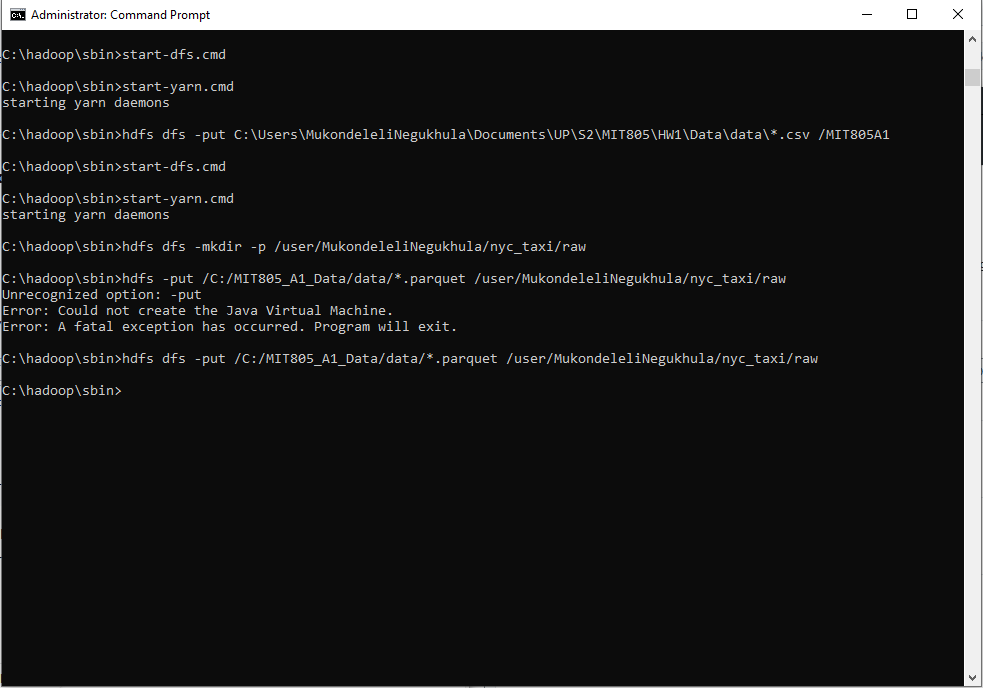 Administrator: Command Prompt
C:\hadoop\sbin>start-dfs.cmd
C:\hadoop\sbin>start-yarn.cmd
starting yarn daemons
C:\hadoop\sbin>hdfs dfs -put C:\Users\MukondeleliNegukhula\Documents\UP\S2\MIT805\HW1\Data\data\*.csv /MIT805A1
C:\hadoop\sbin>start-dfs.cmd
C:\hadoop\sbin>start-yarn.cmd
starting yarn daemons
C:\hadoop\sbin>hdfs dfs -mkdir -p /user/MukondeleliNegukhula/nyc_taxi/raw
C:\hadoop\sbin>hdfs -put /C:/MIT805_A1_Data/data/*.parquet /user/MukondeleliNegukhula/nyc_taxi/raw
Unrecognized option: -put
Error: Could not create the Java Virtual Machine.
Error: A fatal exception has occurred. Program will exit.
C:\hadoop\sbin>hdfs dfs -put /C:/MIT805_A1_Data/data/*.parquet /user/MukondeleliNegukhula/nyc_taxi/raw
C:\hadoop\sbin>